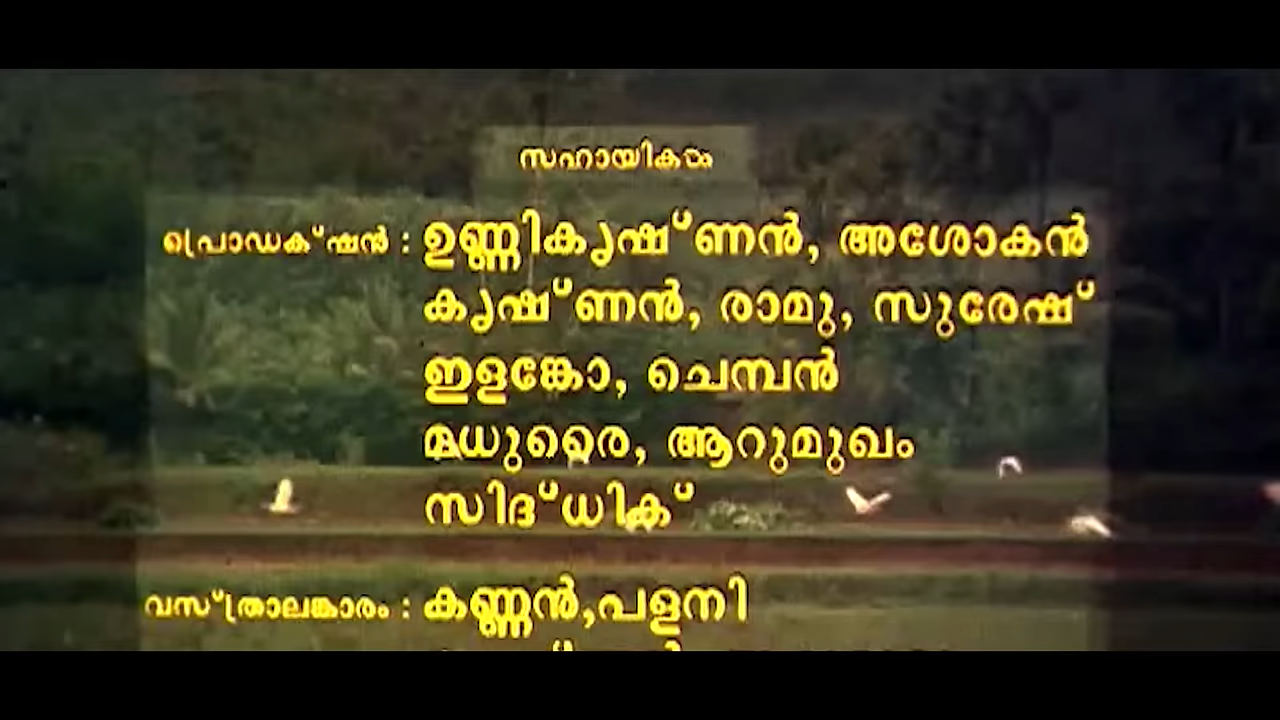 സഹായികൾ
പ്രൊഡക്ഷൻ : ഉണ്ണികൃഷ്ണൻ, അശോകൻ
കൃഷ്ണൻ, രാമു, സുരേഷ്
ഇളങ്കോ, ചെമ്പൻ
മധുരൈ, ആറുമുഖം
സിദ്ധിക്
വസ്ത്രാലങ്കാരം : കണ്ണൻ,പളനി